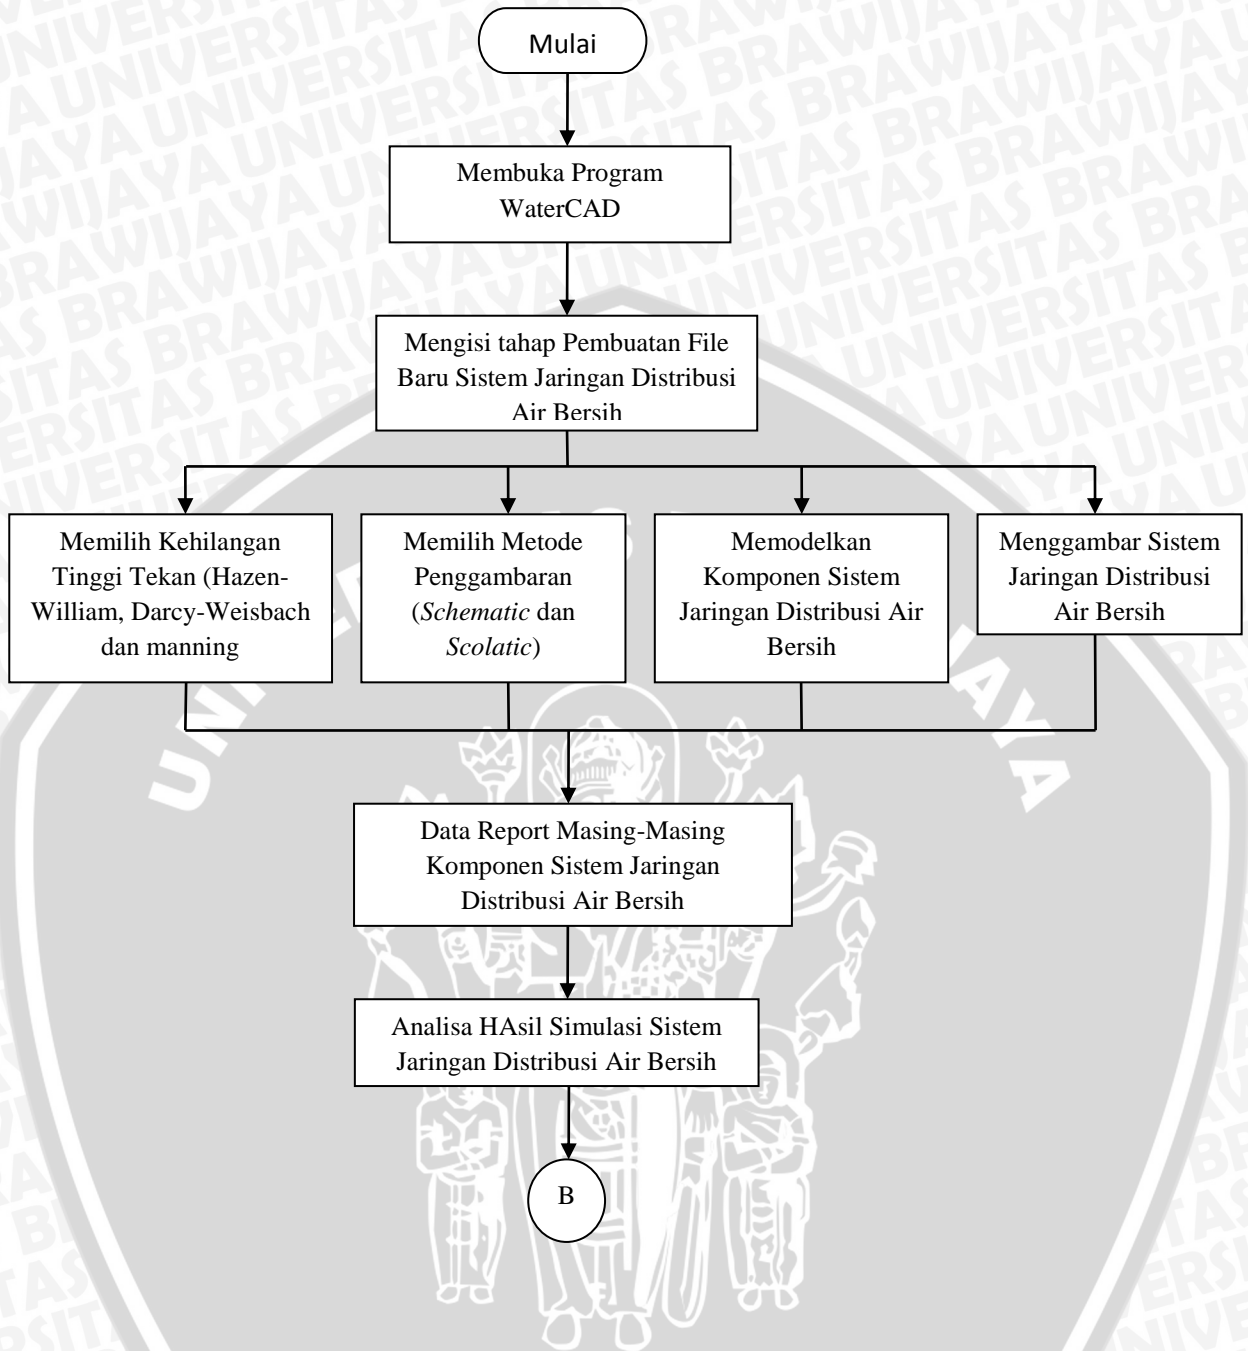 Mulai
Membuka Program
WaterCAD
Mengisi tahap Pembuatan File
Baru Sistem Jaringan Distribusi
Air Bersih
Memilih Kehilangan
Tinggi Tekan (Hazen-
William, Darcy-Weisbach
dan manning
Memilih Metode
Penggambaran
(Schematic dan
Scolatic)
Memodelkan
Komponen Sistem
Jaringan Distribusi Air
Bersih
Menggambar Sistem
Jaringan Distribusi
Air Bersih
Data Report Masing-Masing
Komponen Sistem Jaringan
Distribusi Air Bersih
Analisa HAsil Simulasi Sistem
Jaringan Distribusi Air Bersih
B